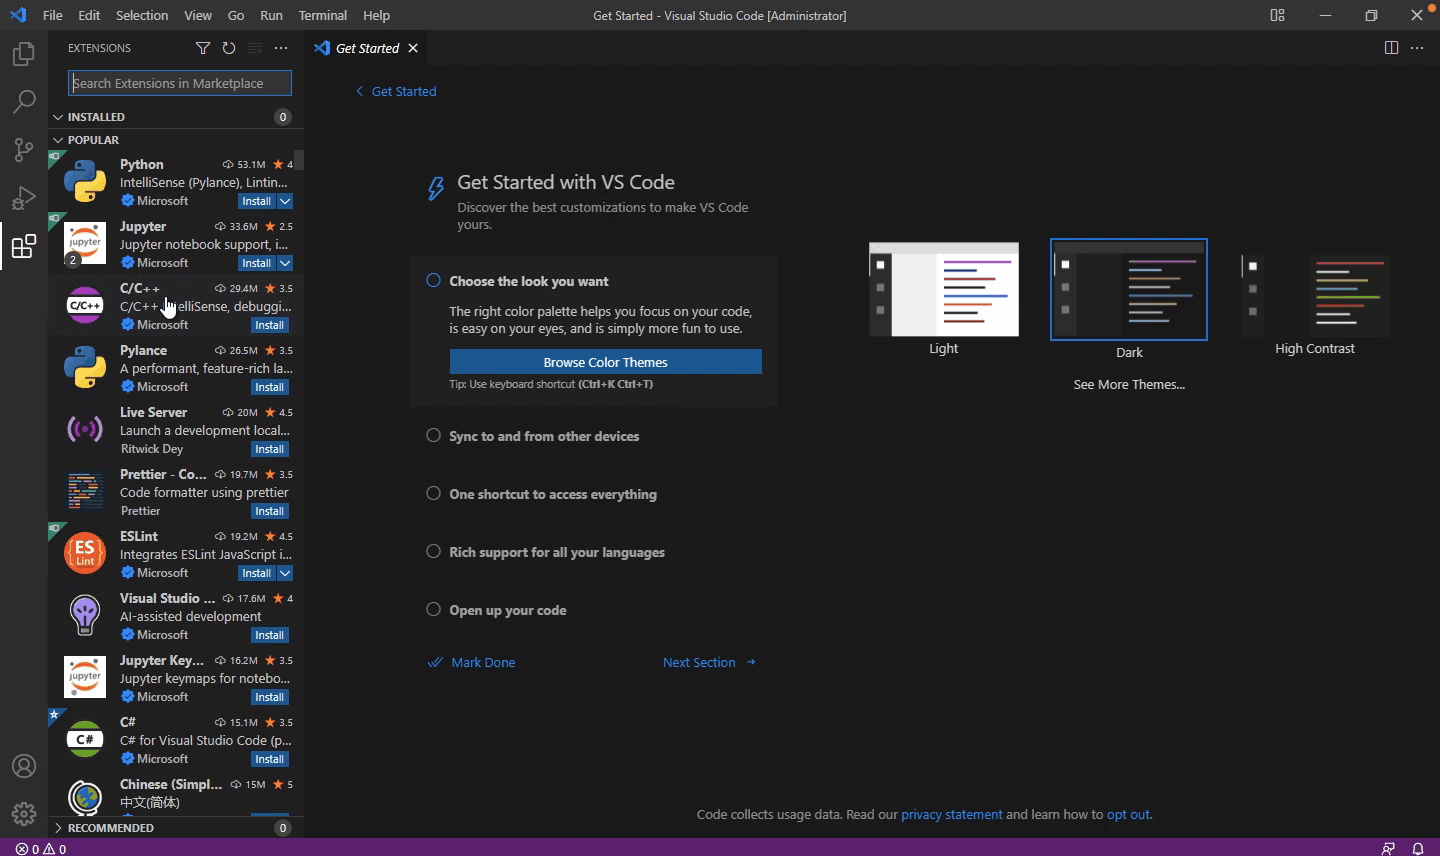 File Edit Selection View Go Run Terminal Help
Get Started - Visual Studio Code [Administrator]
EXTENSIONS
Get Started
Search Extensions in Marketplace
Get Started
INSTALLED 0
POPULAR
Python 53.1M 4
IntelliSense (Pylance), Lintin...
Microsoft Install
Jupyter 33.6M 2.5
Jupyter notebook support, i...
Microsoft Install
jupyter
2
C/C++ 29.4M 3.5
C/C++
C/C++ elliSense, debuggi...
Microsoft Install
Pylance 26.5M 3.5
A performant, feature-rich la...
Microsoft Install
Live Server 20M 4.5
Launch a development local...
Ritwick Dey Install
Prettier - Co... 19.7M 3.5
Code formatter using prettier
Prettier Install
ESLint 19.2M 4.5
ES
Lint
Integrates ESLint JavaScript i...
Microsoft Install
Visual Studio ... 17.6M 4
AI-assisted development
Microsoft Install
Jupyter Key... 16.2M 3.5
jupyter
Jupyter keymaps for notebo...
Microsoft Install
C# 15.1M 3.5
C#
C# for Visual Studio Code (p...
Microsoft Install
Chinese (Simpl... 15M 5
中文(简体)
RECOMMENDED 0
Get Started with VS Code
Discover the best customizations to make VS Code
yours.
Choose the look you want
The right color palette helps you focus on your code,
is easy on your eyes, and is simply more fun to use.
Browse Color Themes
Tip: Use keyboard shortcut (Ctrl+K Ctrl+T)
Sync to and from other devices
One shortcut to access everything
Rich support for all your languages
Open up your code
Mark Done Next Section
Light
Dark
High Contrast
See More Themes...
Code collects usage data. Read our privacy statement and learn how to opt out.
0 0